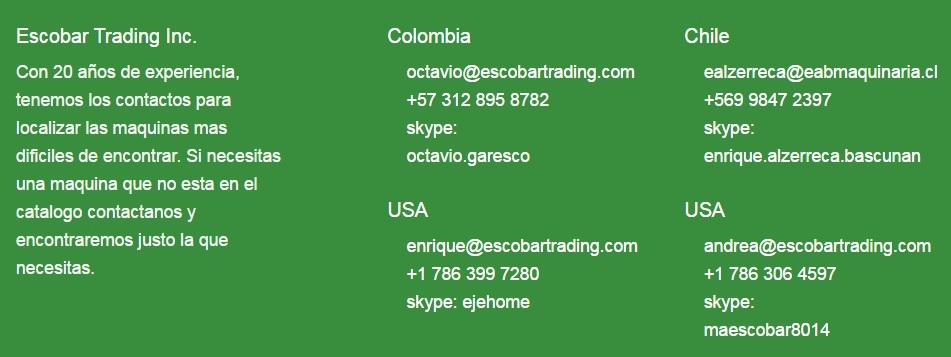 Escobar Trading Inc.
Con 20 años de experiencia,
tenemos los contactos para
localizar las maquinas mas
dificiles de encontrar. Si necesitas
una maquina que no esta en el
catalogo contactanos y
encontraremos justo la que
necesitas.
Colombia
octavio@escobartrading.com
+57 312 895 8782
skype:
octavio.garesco
USA
enrique@escobartrading.com
+1 786 399 7280
skype: ejehome
Chile
ealzerreca@eabmaquinaria.cl
+569 9847 2397
skype:
enrique.alzerreca.bascunan
USA
andrea@escobartrading.com
+1 786 306 4597
skype:
maescobar8014